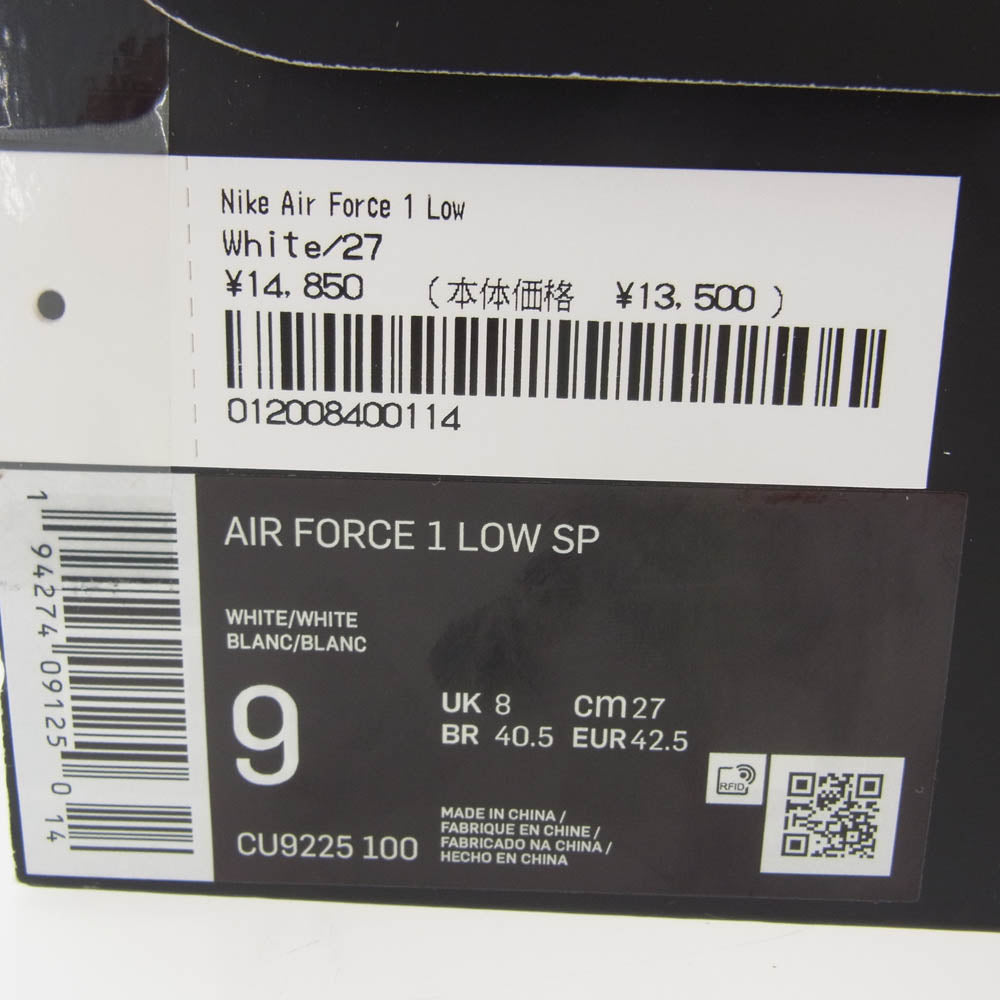 Nike Air Force 1 Low
White/27
¥14,850 (本体価格 ¥13,500 )
012008400114
AIR FORCE 1 LOW SP
WHITE/WHITE
BLANC/BLANC
9
UK 8 cm 27
BR 40.5 EUR 42.5
CU9225 100
MADE IN CHINA /
FABRIQUE EN CHINE /
FABRICADO NA CHINA /
HECHO EN CHINA
RFID
1 94274 09125 0 14